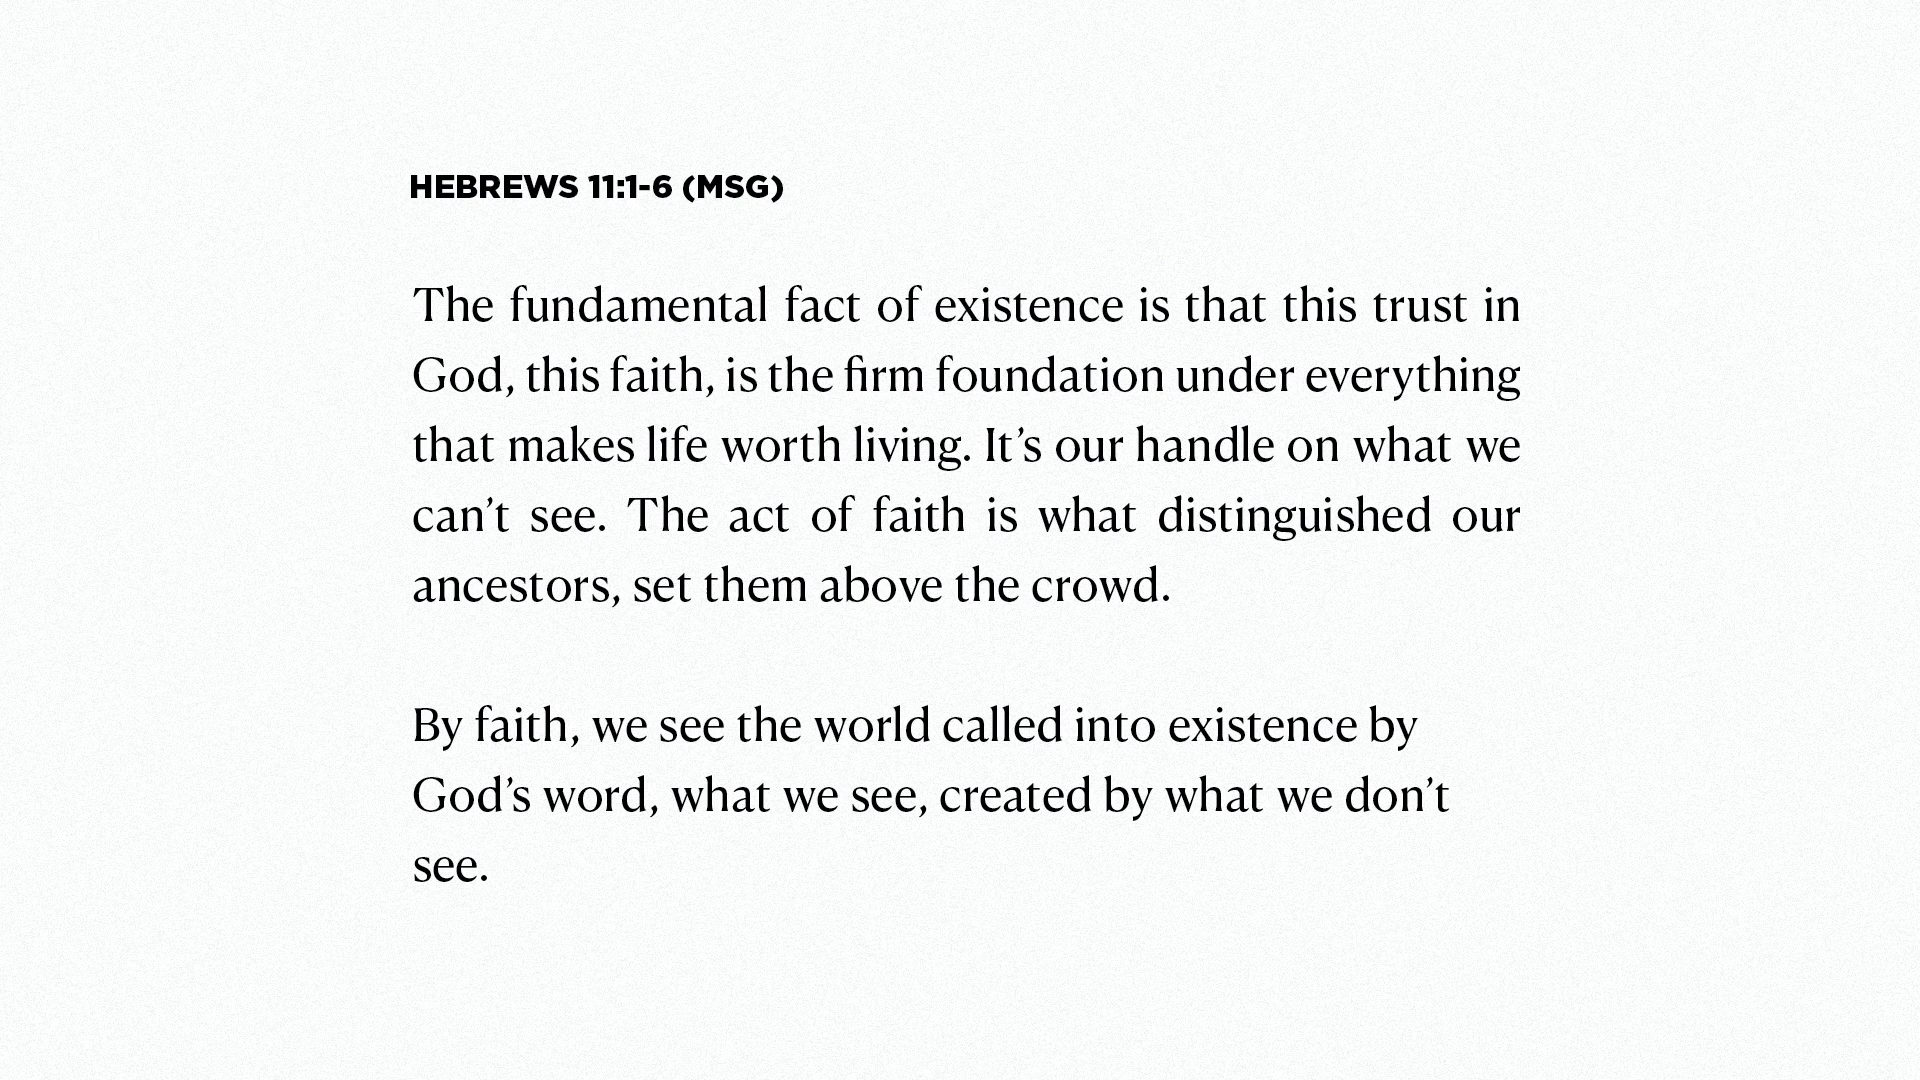 HEBREWS 11:1-6 (MSG)
The fundamental fact of existence is that this trust in
God, this faith, is the firm foundation under everything
that makes life worth living. It’s our handle on what we
can’t see. The act of faith is what distinguished our
ancestors, set them above the crowd.
By faith, we see the world called into existence by
God’s word, what we see, created by what we don’t
see.